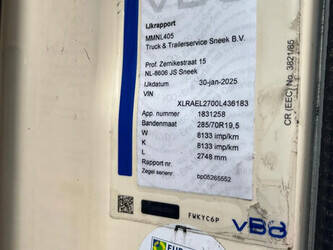 IJkrapport
MMNL405
Truck & Trailerservice Sneek B.V.
Prof. Zernikestraat 15
NL-8606 JS Sneek
IJkdatum 30-jan-2025
VIN
XLRAEL2700L436183
App. nummer 1831258
Bandenmaat 285/70R19,5
W 8133 imp/km
K 8133 imp/km
L 2748 mm
Rapport nr.
Zegel serienr. bp05265552
CR (EEC) No. 3821/85
FWKYC6P